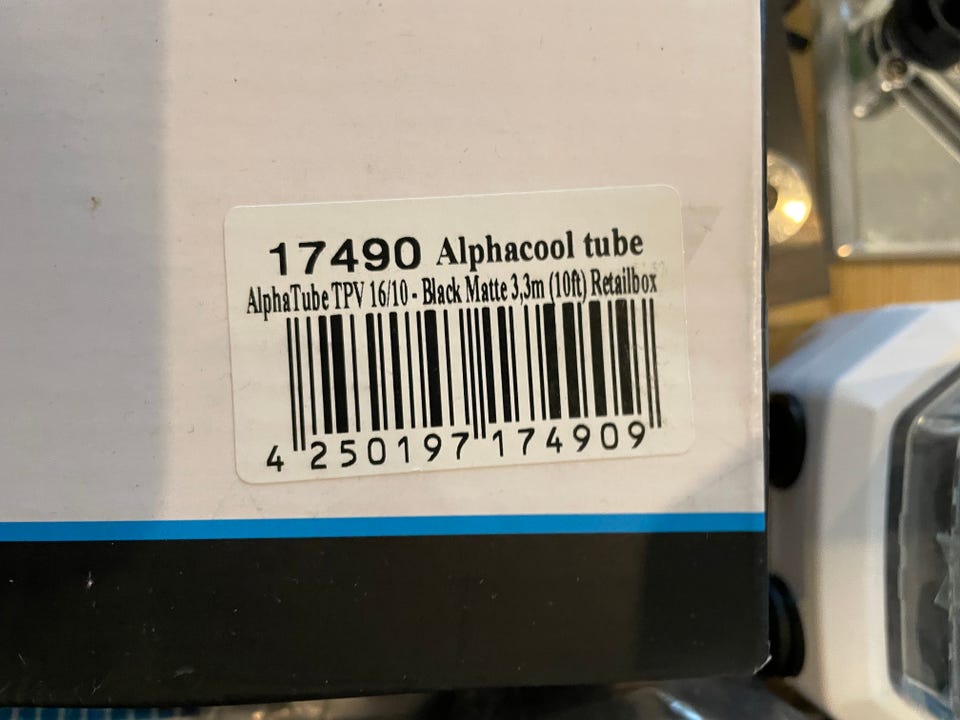 17490 Alphacool tube
AlphaTube TPV 16/10 - Black Matte 3,3m (10ft) Retailbox
4 250197 174909